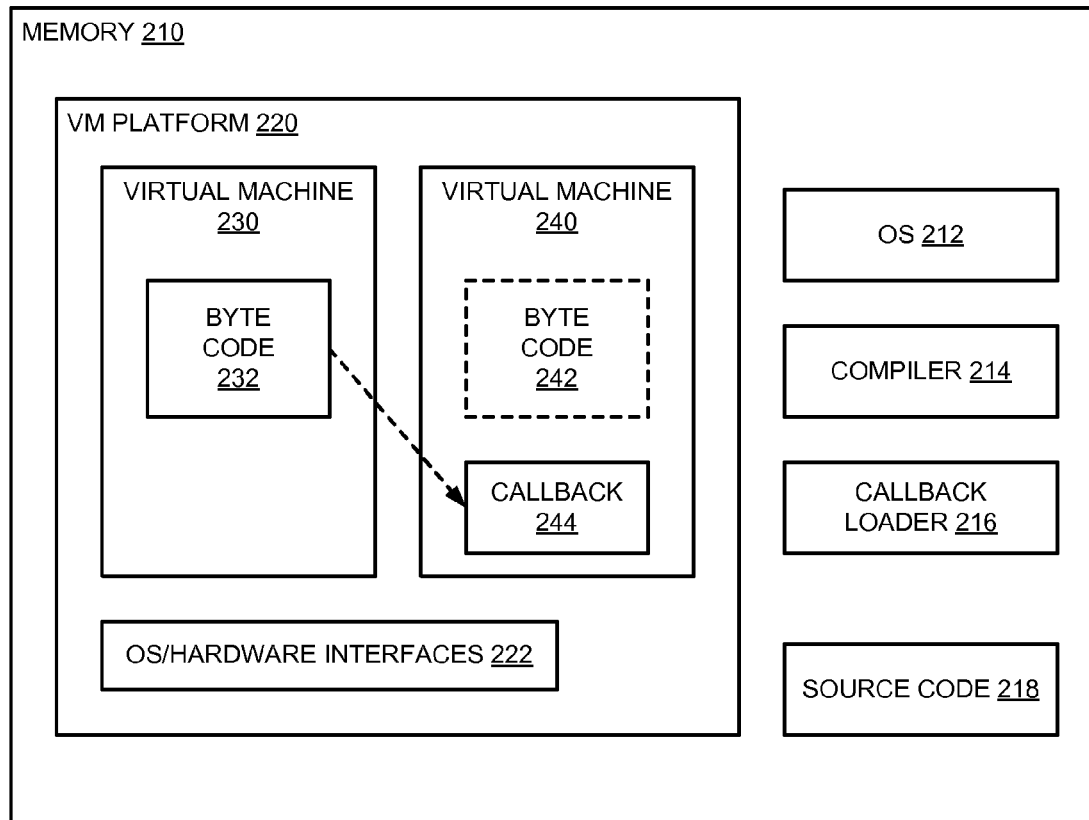 MEMORY 210
VM PLATFORM 220
VIRTUAL MACHINE
230
BYTE
CODE
232
VIRTUAL MACHINE
240
BYTE
CODE
242
CALLBACK
244
OS/HARDWARE INTERFACES 222
OS 212
COMPILER 214
CALLBACK
LOADER 216
SOURCE CODE 218